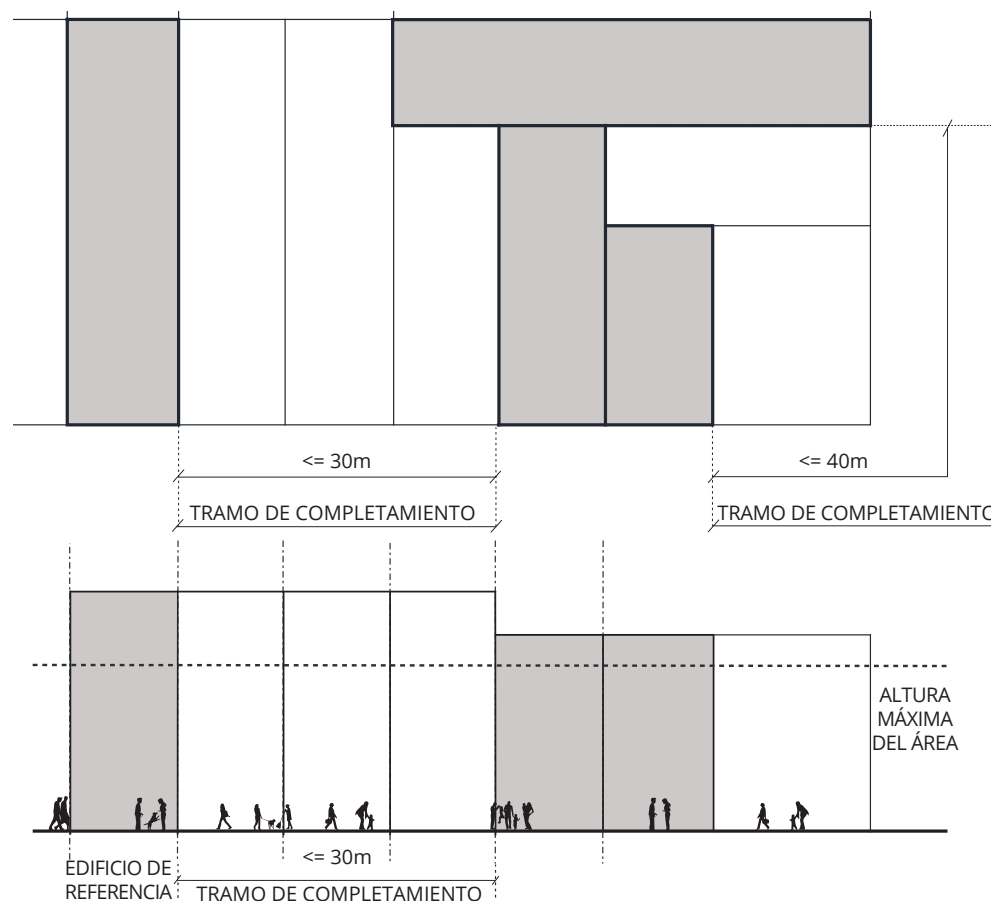 <= 30m
<= 40m
TRAMO DE COMPLETAMIENTO
TRAMO DE COMPLETAMIENTO
ALTURA
MÁXIMA
DEL ÁREA
<= 30m
EDIFICIO DE
REFERENCIA
TRAMO DE COMPLETAMIENTO